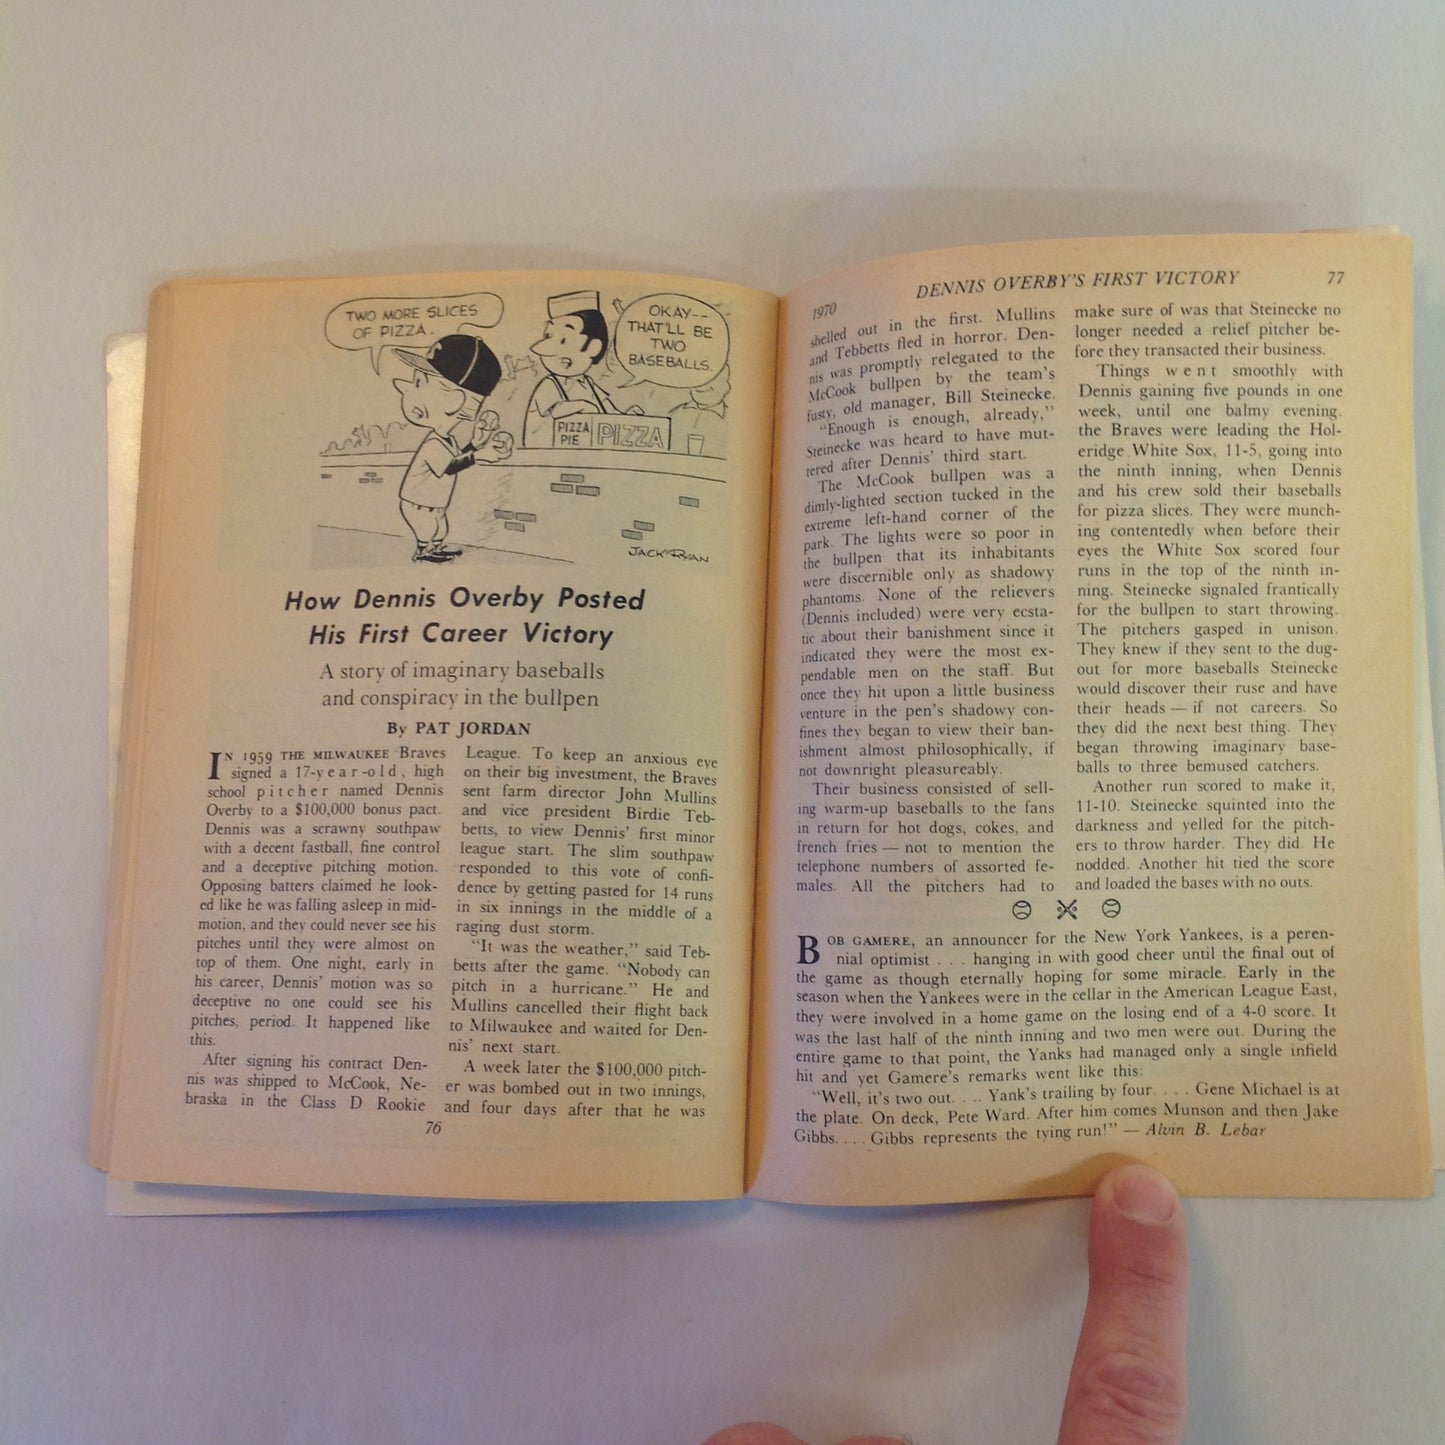 TWO MORE SLICES
OF PIZZA.
OKAY--
THAT'LL BE
TWO
BASEBALLS.
PIZZA
PIE
PIZZA
JACK RYAN
How Dennis Overby Posted
His First Career Victory
A story of imaginary baseballs
and conspiracy in the bullpen
By PAT JORDAN
IN 1959 THE MILWAUKEE Braves
signed a 17-year-old, high
school pitcher named Dennis
Overby to a $100,000 bonus pact.
Dennis was a scrawny southpaw
with a decent fastball, fine control
and a deceptive pitching motion.
Opposing batters claimed he look-
ed like he was falling asleep in mid-
motion, and they could never see his
pitches until they were almost on
top of them. One night, early in
his career, Dennis' motion was so
deceptive no one could see his
pitches, period. It happened like
this.
After signing his contract Den-
nis was shipped to McCook, Ne-
braska in the Class D Rookie
League. To keep an anxious eye
on their big investment, the Braves
sent farm director John Mullins
and vice president Birdie Teb-
betts, to view Dennis' first minor
league start. The slim southpaw
responded to this vote of confi-
dence by getting pasted for 14 runs
in six innings in the middle of a
raging dust storm.
"It was the weather," said Teb-
betts after the game. "Nobody can
pitch in a hurricane." He and
Mullins cancelled their flight back
to Milwaukee and waited for Den-
nis' next start.
A week later the $100,000 pitch-
er was bombed out in two innings,
and four days after that he was
76
1970
DENNIS OVERBY'S FIRST VICTORY
77
shelled out in the first. Mullins
and Tebbetts fled in horror. Den-
nis was promptly relegated to the
McCook bullpen by the team's
fusty, old manager, Bill Steinecke.
"Enough is enough, already,"
Steinecke was heard to have mut-
tered after Dennis' third start.
The McCook bullpen was a
dimly-lighted section tucked in the
extreme left-hand corner of the
park. The lights were so poor in
the bullpen that its inhabitants
were discernible only as shadowy
phantoms. None of the relievers
(Dennis included) were very ecsta-
tic about their banishment since it
indicated they were the most ex-
pendable men on the staff. But
once they hit upon a little business
venture in the pen's shadowy con-
fines they began to view their ban-
ishment almost philosophically, if
not downright pleasureably.
Their business consisted of sell-
ing warm-up baseballs to the fans
in return for hot dogs, cokes, and
french fries — not to mention the
telephone numbers of assorted fe-
males. All the pitchers had to
make sure of was that Steinecke no
longer needed a relief pitcher be-
fore they transacted their business.
Things went smoothly with
Dennis gaining five pounds in one
week, until one balmy evening.
the Braves were leading the Hol-
eridge White Sox, 11-5, going into
the ninth inning, when Dennis
and his crew sold their baseballs
for pizza slices. They were munch-
ing contentedly when before their
eyes the White Sox scored four
runs in the top of the ninth in-
ning. Steinecke signaled frantically
for the bullpen to start throwing.
The pitchers gasped in unison.
They knew if they sent to the dug-
out for more baseballs Steinecke
would discover their ruse and have
their heads — if not careers. So
they did the next best thing. They
began throwing imaginary base-
balls to three bemused catchers.
Another run scored to make it,
11-10. Steinecke squinted into the
darkness and yelled for the pitch-
ers to throw harder. They did. He
nodded. Another hit tied the score
and loaded the bases with no outs.
BOB GAMERE, an announcer for the New York Yankees, is a peren-
nial optimist . . . hanging in with good cheer until the final out of
the game as though eternally hoping for some miracle. Early in the
season when the Yankees were in the cellar in the American League East,
they were involved in a home game on the losing end of a 4-0 score. It
was the last half of the ninth inning and two men were out. During the
entire game to that point, the Yanks had managed only a single infield
hit and yet Gamere's remarks went like this:
"Well, it's two out. . . . Yank's trailing by four. . . . Gene Michael is at
the plate. On deck, Pete Ward. After him comes Munson and then Jake
Gibbs. . . . Gibbs represents the tying run!" — Alvin B. Lebar